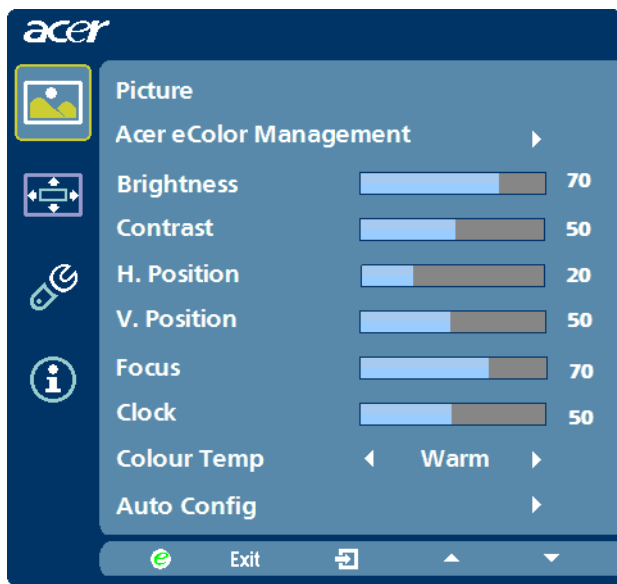 acer
Picture
Acer eColor Management
Brightness 70
Contrast 50
H. Position 20
V. Position 50
Focus 70
Clock 50
Colour Temp Warm
Auto Config
e Exit